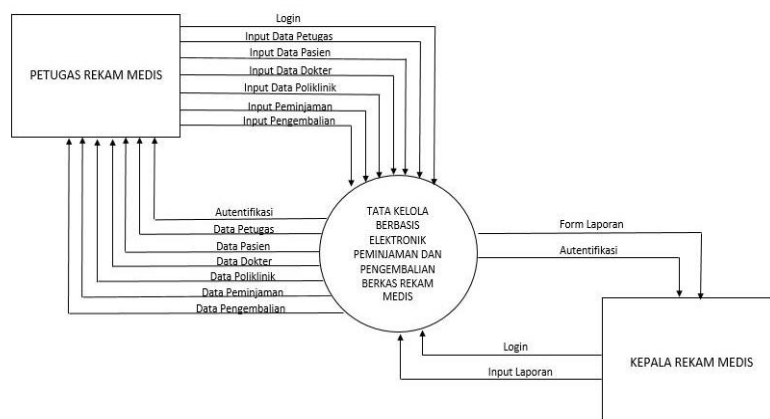 Login
Input Data Petugas
Input Data Pasien
Input Data Dokter
Input Data Poliklinik
Input Peminjaman
Input Pengembalian
PETUGAS REKAM MEDIS
Autentifikasi
Data Petugas
Data Pasien
Data Dokter
Data Poliklinik
Data Peminjaman
Data Pengembalian
TATA KELOLA
BERBASIS
ELEKTRONIK
PEMINJAMAN DAN
PENGEMBALIAN
BERKAS REKAM
MEDIS
Form Laporan
Autentifikasi
Login
Input Laporan
KEPALA REKAM MEDIS